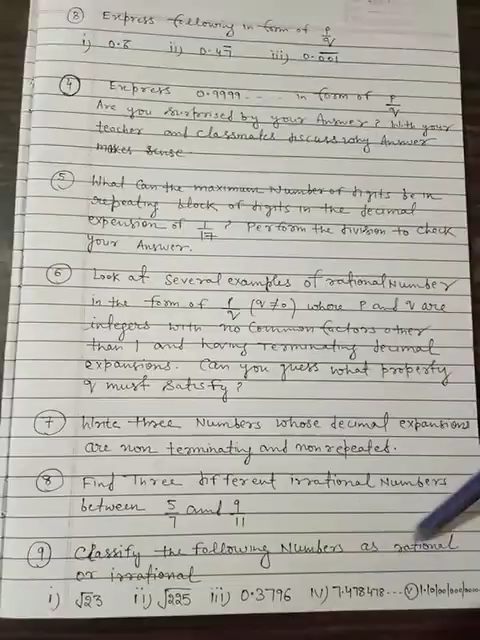 ③ Express following in form of p/q
i) 0.6̅ ii) 0.47̅ iii) 0.0̅0̅1̅
④ Express 0.9999..... in form of p/q
Are you surprised by your Answer? With your
teacher and classmates discuss why Answer
makes sense.
⑤ What Can the maximum Number of digits be in
repeating block of digits in the decimal
expension of 1/17? Perform the division to check
your Answer.
⑥ Look at Several examples of rational Number
in the form of p/q (q≠0) whose P and q are
integers with no Common factors other
than 1 and having Terminating decimal
expansions. Can you guess what property
q must Satisfy?
⑦ Write three Numbers whose decimal expansions
are non terminating and non repeated.
⑧ Find Three different irrational Numbers
between 5/7 and 9/11
⑨ Classify the following Numbers as rational
or irrational
i) √23 ii) √225 iii) 0.3796 iv) 7.478478... ⓥ 1.101001000